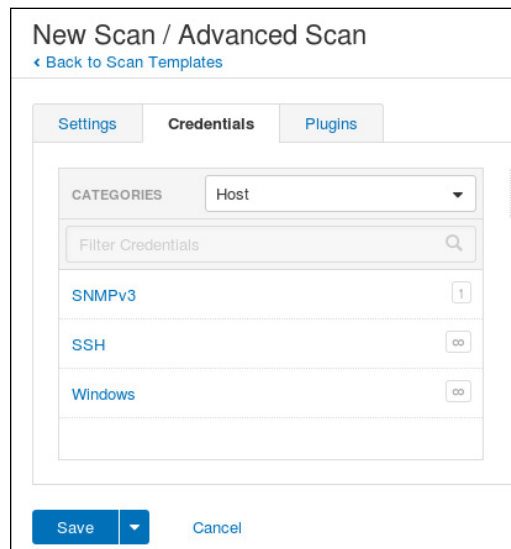 New Scan / Advanced Scan
‹ Back to Scan Templates
Settings Credentials Plugins
CATEGORIES Host
Filter Credentials
SNMPv3 1
SSH ∞
Windows ∞
Save Cancel